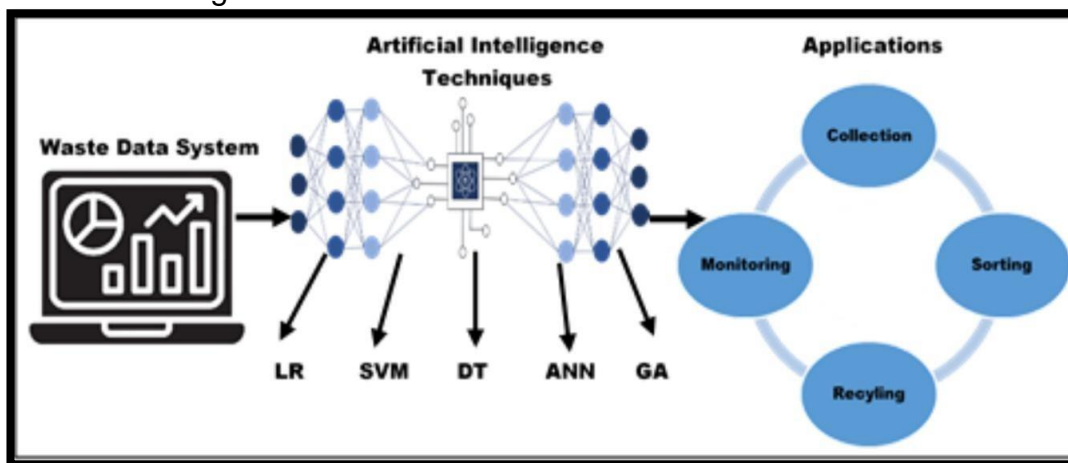 Artificial Intelligence
Techniques
Applications
Waste Data System
Collection
Monitoring
Sorting
Recyling
LR
SVM
DT
ANN
GA